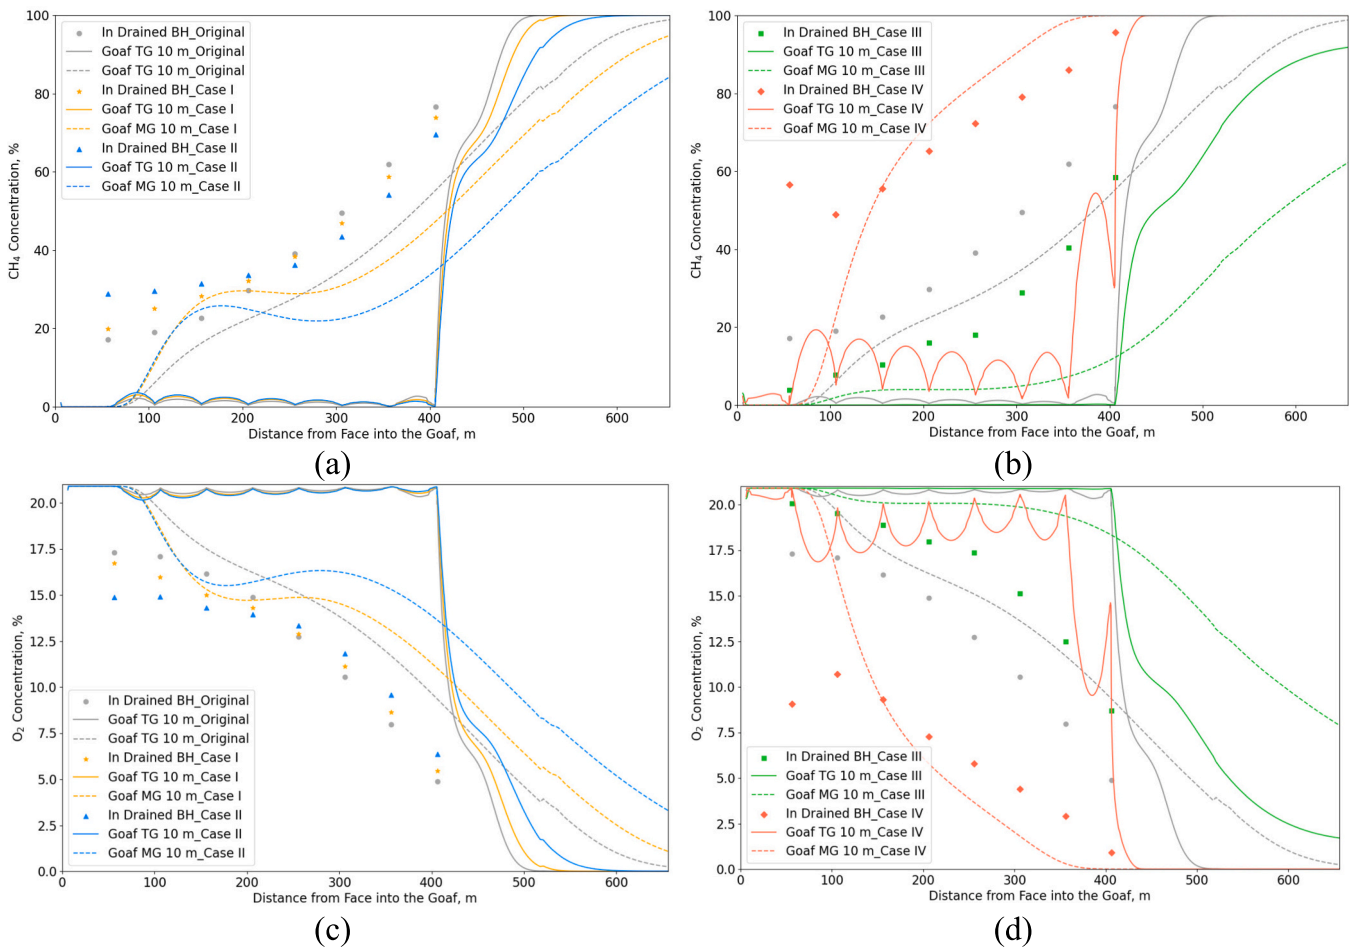 100
80
60
40
20
0
CH₄ Concentration, %
In Drained BH_Original
Goaf TG 10 m_Original
Goaf TG 10 m_Original
In Drained BH_Case I
Goaf TG 10 m_Case I
Goaf MG 10 m_Case I
In Drained BH_Case II
Goaf TG 10 m_Case II
Goaf MG 10 m_Case II
0 100 200 300 400 500 600
Distance from Face into the Goaf, m
(a)
100
80
60
40
20
0
CH₄ Concentration, %
In Drained BH_Case III
Goaf TG 10 m_Case III
Goaf MG 10 m_Case III
In Drained BH_Case IV
Goaf TG 10 m_Case IV
Goaf MG 10 m_Case IV
0 100 200 300 400 500 600
Distance from Face into the Goaf, m
(b)
20.0
17.5
15.0
12.5
10.0
7.5
5.0
2.5
0.0
O₂ Concentration, %
In Drained BH_Original
Goaf TG 10 m_Original
Goaf TG 10 m_Original
In Drained BH_Case I
Goaf TG 10 m_Case I
Goaf MG 10 m_Case I
In Drained BH_Case II
Goaf TG 10 m_Case II
Goaf MG 10 m_Case II
0 100 200 300 400 500 600
Distance from Face into the Goaf, m
(c)
20.0
17.5
15.0
12.5
10.0
7.5
5.0
2.5
0.0
O₂ Concentration, %
In Drained BH_Case III
Goaf TG 10 m_Case III
Goaf MG 10 m_Case III
In Drained BH_Case IV
Goaf TG 10 m_Case IV
Goaf MG 10 m_Case IV
0 100 200 300 400 500 600
Distance from Face into the Goaf, m
(d)